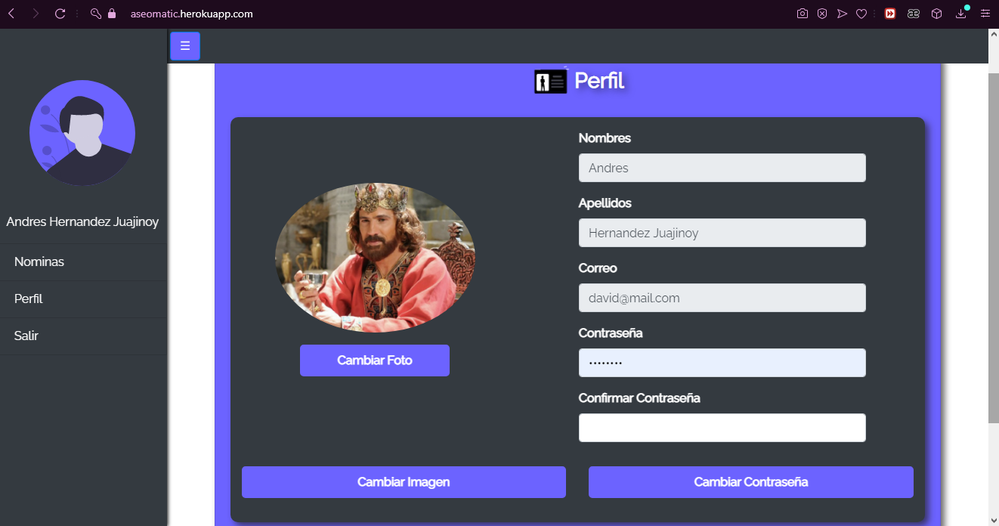 aseomatic.herokuapp.com
☰
Andres Hernandez Juajinoy
Nominas
Perfil
Salir
Perfil
Cambiar Foto
Nombres
Andres
Apellidos
Hernandez Juajinoy
Correo
david@mail.com
Contraseña
••••••••
Confirmar Contraseña
Cambiar Imagen
Cambiar Contraseña